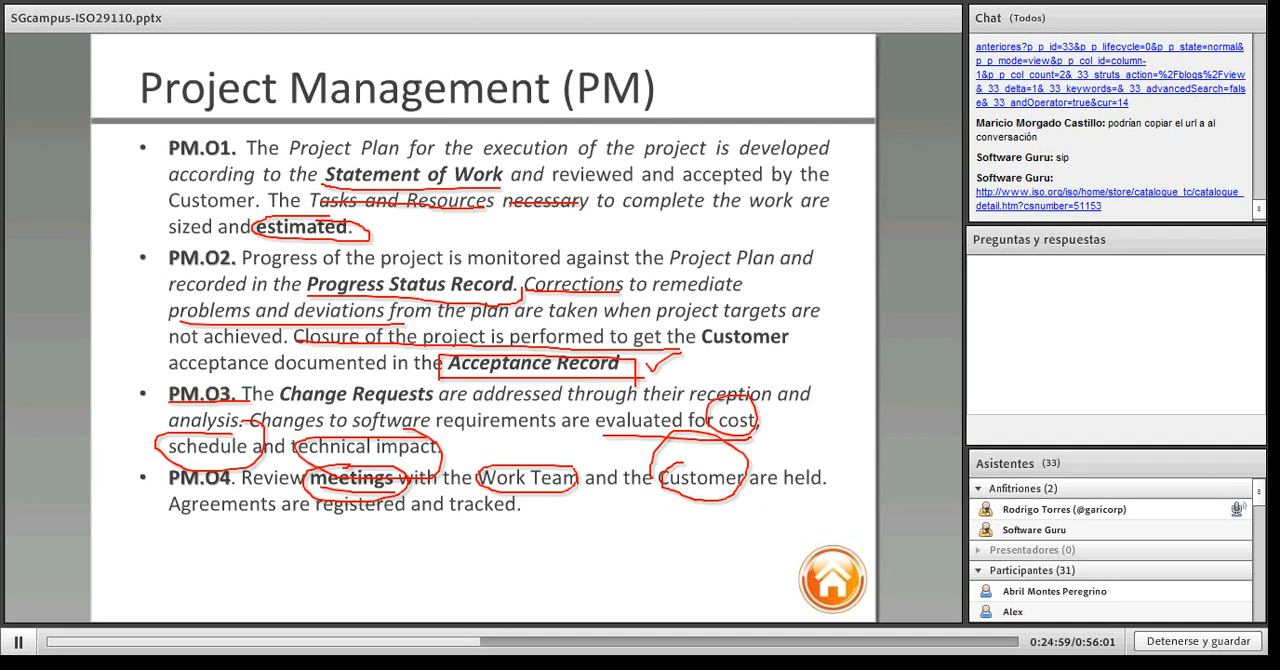 SGcampus-ISO29110.pptx
Project Management (PM)
• PM.O1. The Project Plan for the execution of the project is developed
according to the Statement of Work and reviewed and accepted by the
Customer. The Tasks and Resources necessary to complete the work are
sized and estimated.
• PM.O2. Progress of the project is monitored against the Project Plan and
recorded in the Progress Status Record. Corrections to remediate
problems and deviations from the plan are taken when project targets are
not achieved. Closure of the project is performed to get the Customer
acceptance documented in the Acceptance Record
• PM.O3. The Change Requests are addressed through their reception and
analysis. Changes to software requirements are evaluated for cost,
schedule and technical impact.
• PM.O4. Review meetings with the Work Team and the Customer are held.
Agreements are registered and tracked.
Chat (Todos)
anteriores?p_p_id=33&p_p_lifecycle=0&p_p_state=normal&
p_p_mode=view&p_p_col_id=column-
1&p_p_col_count=2&_33_struts_action=%2Fblogs%2Fview
&_33_delta=1&_33_keywords=&_33_advancedSearch=fals
e&_33_andOperator=true&cur=14
Maricio Morgado Castillo: podrían copiar el url a al
conversación
Software Guru: sip
Software Guru:
http://www.iso.org/iso/home/store/catalogue_tc/catalogue_
detail.htm?csnumber=51153
Preguntas y respuestas
Asistentes (33)
Anfitriones (2)
Rodrigo Torres (@garicorp)
Software Guru
Presentadores (0)
Participantes (31)
Abril Montes Peregrino
Alex
0:24:59/0:56:01
Detenerse y guardar